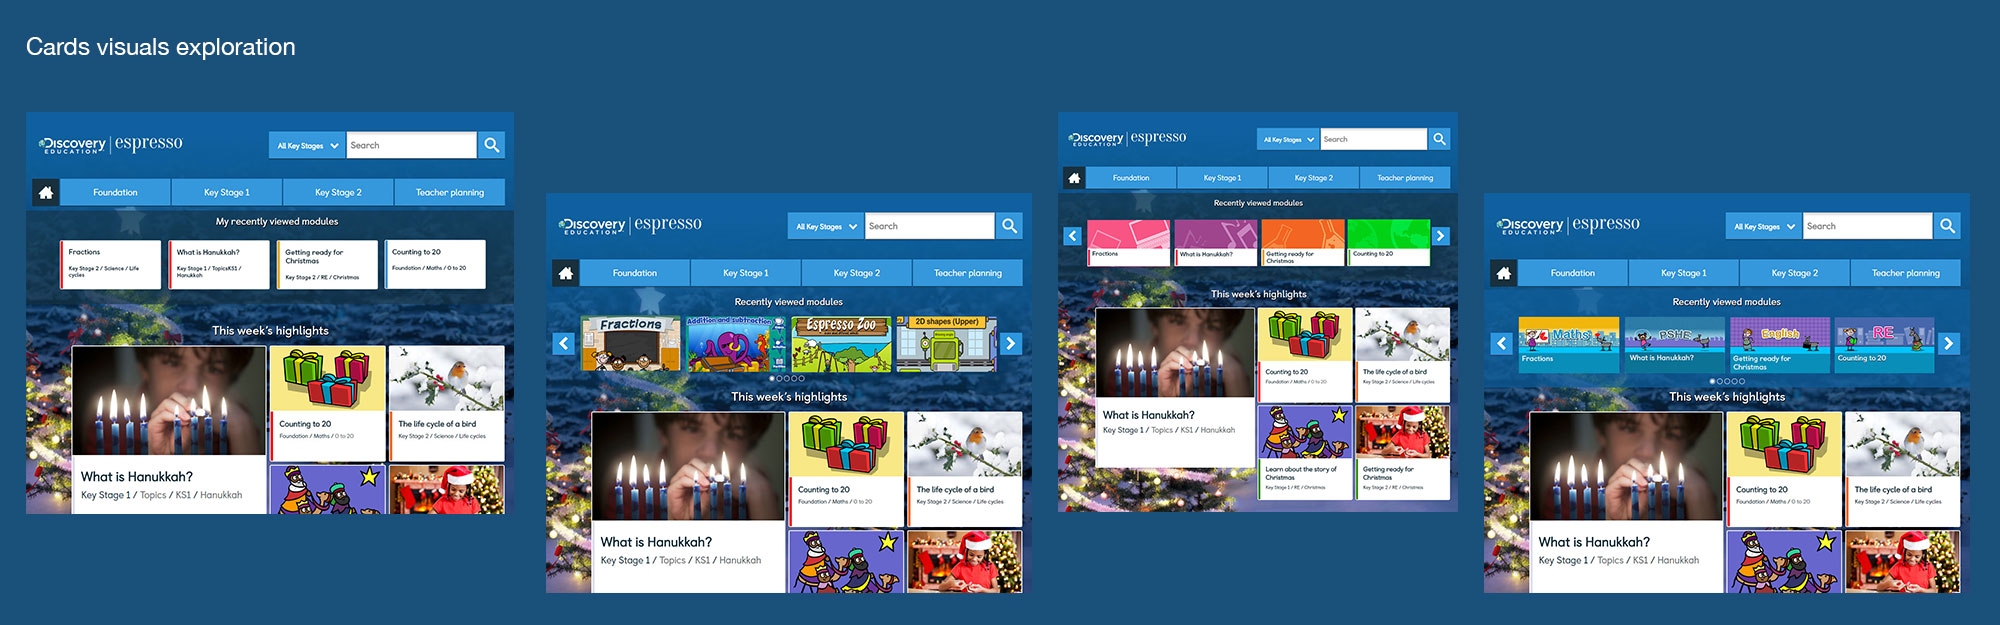 Cards visuals exploration
Discovery EDUCATION | espresso
All Key Stages
Search
Foundation
Key Stage 1
Key Stage 2
Teacher planning
My recently viewed modules
Fractions
Key Stage 2 / Science / Life
cycles
What is Hanukkah?
Key Stage 1 / TopicsKS1 /
Hanukkah
Getting ready for
Christmas
Key Stage 2 / RE / Christmas
Counting to 20
Foundation / Maths / 0 to 20
This week's highlights
What is Hanukkah?
Key Stage 1 / Topics / KS1 / Hanukkah
Counting to 20
Foundation / Maths / 0 to 20
The life cycle of a bird
Key Stage 2 / Science / Life cycles
Discovery EDUCATION | espresso
All Key Stages
Search
Foundation
Key Stage 1
Key Stage 2
Teacher planning
Recently viewed modules
Fractions
Addition and subtraction
Espresso Zoo
2D shapes (Upper)
This week's highlights
What is Hanukkah?
Key Stage 1 / Topics / KS1 / Hanukkah
Counting to 20
Foundation / Maths / 0 to 20
The life cycle of a bird
Key Stage 2 / Science / Life cycles
Discovery EDUCATION | espresso
All Key Stages
Search
Foundation
Key Stage 1
Key Stage 2
Teacher planning
Recently viewed modules
Fractions
What is Hanukkah?
Getting ready for
Christmas
Counting to 20
This week's highlights
What is Hanukkah?
Key Stage 1 / Topics / KS1 / Hanukkah
Counting to 20
Foundation / Maths / 0 to 20
The life cycle of a bird
Key Stage 2 / Science / Life cycles
Learn about the story of
Christmas
Key Stage 1 / RE / Christmas
Getting ready for
Christmas
Key Stage 2 / RE / Christmas
Discovery EDUCATION | espresso
All Key Stages
Search
Foundation
Key Stage 1
Key Stage 2
Teacher planning
Recently viewed modules
Maths
Fractions
PSHE
What is Hanukkah?
English
Getting ready for
Christmas
RE
Counting to 20
This week's highlights
What is Hanukkah?
Key Stage 1 / Topics / KS1 / Hanukkah
Counting to 20
Foundation / Maths / 0 to 20
The life cycle of a bird
Key Stage 2 / Science / Life cycles